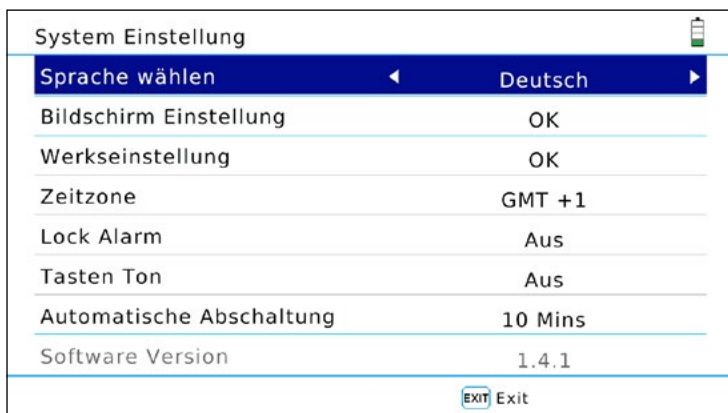 System Einstellung
Sprache wählen Deutsch
Bildschirm Einstellung OK
Werkseinstellung OK
Zeitzone GMT +1
Lock Alarm Aus
Tasten Ton Aus
Automatische Abschaltung 10 Mins
Software Version 1.4.1
EXIT Exit